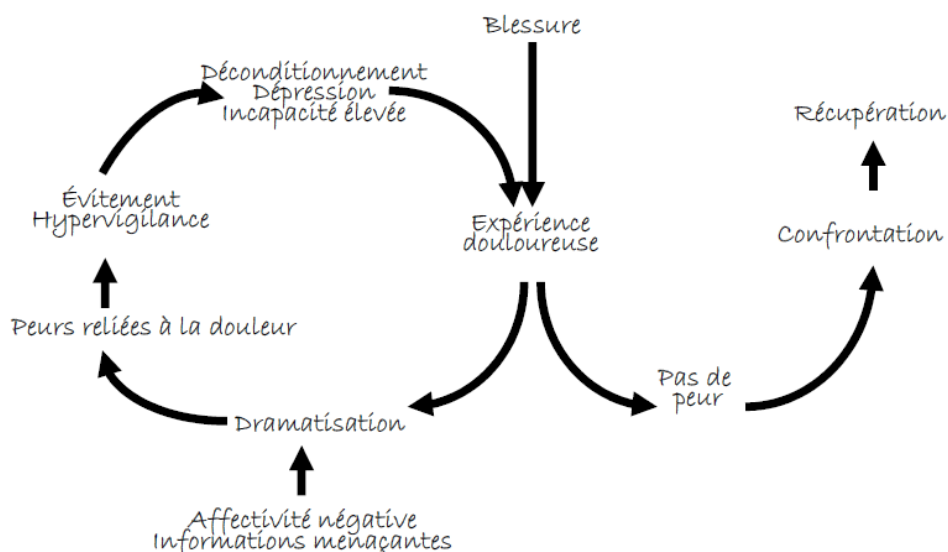 Blessure
Déconditionnement
Dépression
Incapacité élevée
Récupération
Évitement
Hypervigilance
Expérience
douloureuse
Confrontation
Peurs reliées à la douleur
Pas de
peur
Dramatisation
Affectivité négative
Informations menaçantes